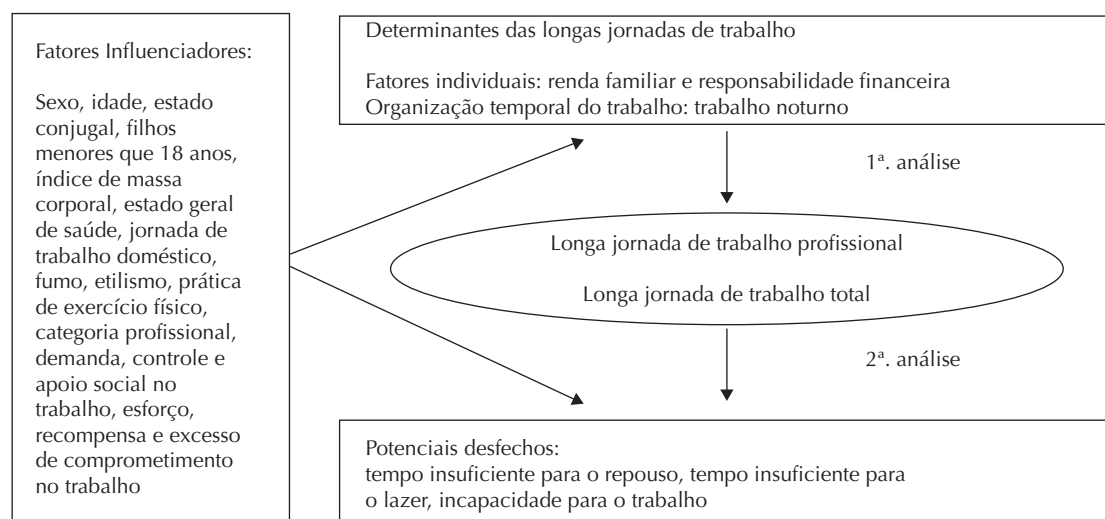 Fatores Influenciadores:
Sexo, idade, estado
conjugal, filhos
menores que 18 anos,
índice de massa
corporal, estado geral
de saúde, jornada de
trabalho doméstico,
fumo, etilismo, prática
de exercício físico,
categoria profissional,
demanda, controle e
apoio social no
trabalho, esforço,
recompensa e excesso
de comprometimento
no trabalho
Determinantes das longas jornadas de trabalho
Fatores individuais: renda familiar e responsabilidade financeira
Organização temporal do trabalho: trabalho noturno
1ª. análise
Longa jornada de trabalho profissional
Longa jornada de trabalho total
2ª. análise
Potenciais desfechos:
tempo insuficiente para o repouso, tempo insuficiente para
o lazer, incapacidade para o trabalho